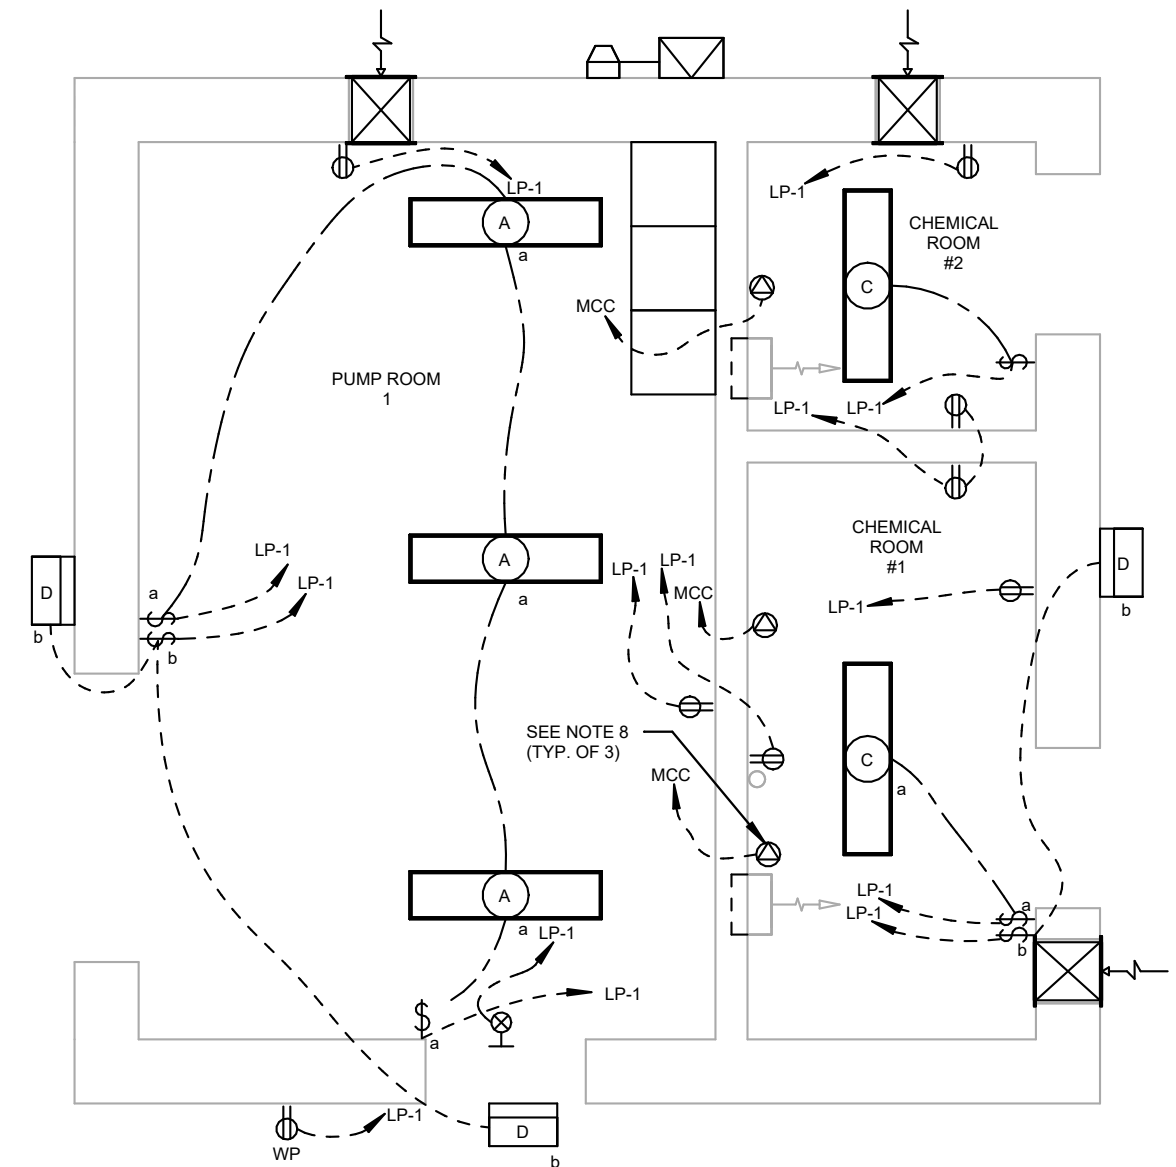 LP-1
A
a
LP-1
CHEMICAL
ROOM
#2
C
MCC
PUMP ROOM
1
LP-1
LP-1
CHEMICAL
ROOM
#1
LP-1
LP-1
LP-1
LP-1
MCC
A
a
D
b
a
b
D
b
LP-1
SEE NOTE 8
(TYP. OF 3)
MCC
C
a
LP-1
LP-1
a
b
A
a
LP-1
LP-1
a
LP-1
WP
D
b